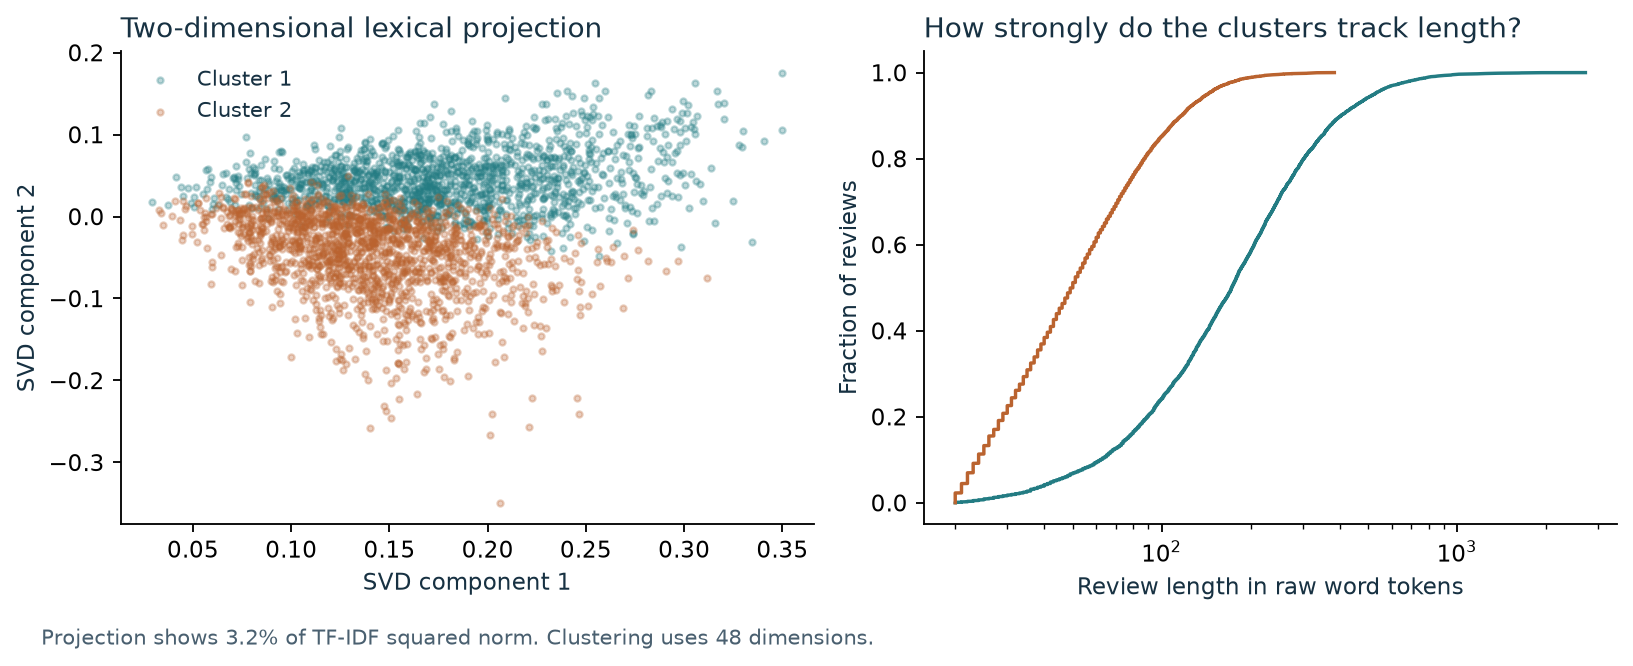 Two-dimensional lexical projection
Cluster 1
Cluster 2
0.2
0.1
0.0
−0.1
−0.2
−0.3
SVD component 2
0.05 0.10 0.15 0.20 0.25 0.30 0.35
SVD component 1
How strongly do the clusters track length?
1.0
0.8
0.6
0.4
0.2
0.0
Fraction of reviews
10² 10³
Review length in raw word tokens
Projection shows 3.2% of TF-IDF squared norm. Clustering uses 48 dimensions.